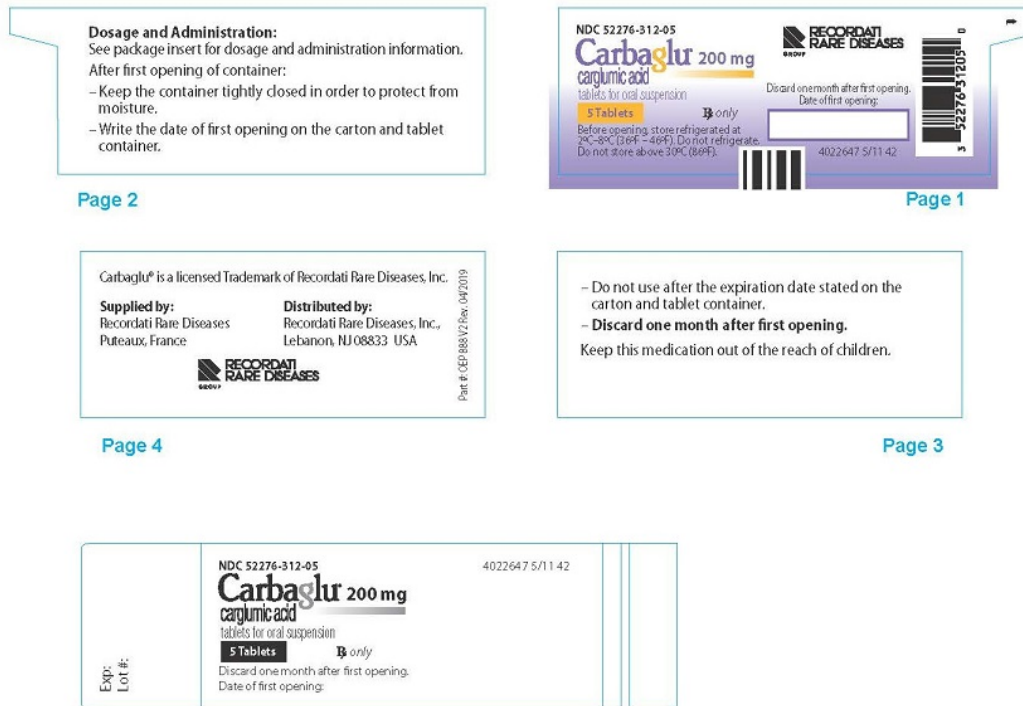 Dosage and Administration:
See package insert for dosage and administration information.
After first opening of container:
– Keep the container tightly closed in order to protect from
moisture.
– Write the date of first opening on the carton and tablet
container.
Page 2
NDC 52276-312-05
Carbaglu 200 mg
carglumic acid
tablets for oral suspension
5 Tablets
℞ only
Before opening, store refrigerated at
2ºC–8ºC (36ºF – 46ºF). Do not refrigerate.
Do not store above 30ºC (86ºF).
RECORDATI
RARE DISEASES
GROUP
Discard one month after first opening.
Date of first opening:
4022647 5/11 42
3 52276-31205 0
Page 1
Carbaglu® is a licensed Trademark of Recordati Rare Diseases, Inc.
Supplied by:
Recordati Rare Diseases
Puteaux, France
Distributed by:
Recordati Rare Diseases, Inc.,
Lebanon, NJ 08833 USA
RECORDATI
RARE DISEASES
GROUP
Part #: OEP 888 V2 Rev. 04/2019
Page 4
– Do not use after the expiration date stated on the
carton and tablet container.
– Discard one month after first opening.
Keep this medication out of the reach of children.
Page 3
Exp:
Lot #:
NDC 52276-312-05
Carbaglu 200 mg
carglumic acid
tablets for oral suspension
5 Tablets
℞ only
Discard one month after first opening.
Date of first opening:
4022647 5/11 42